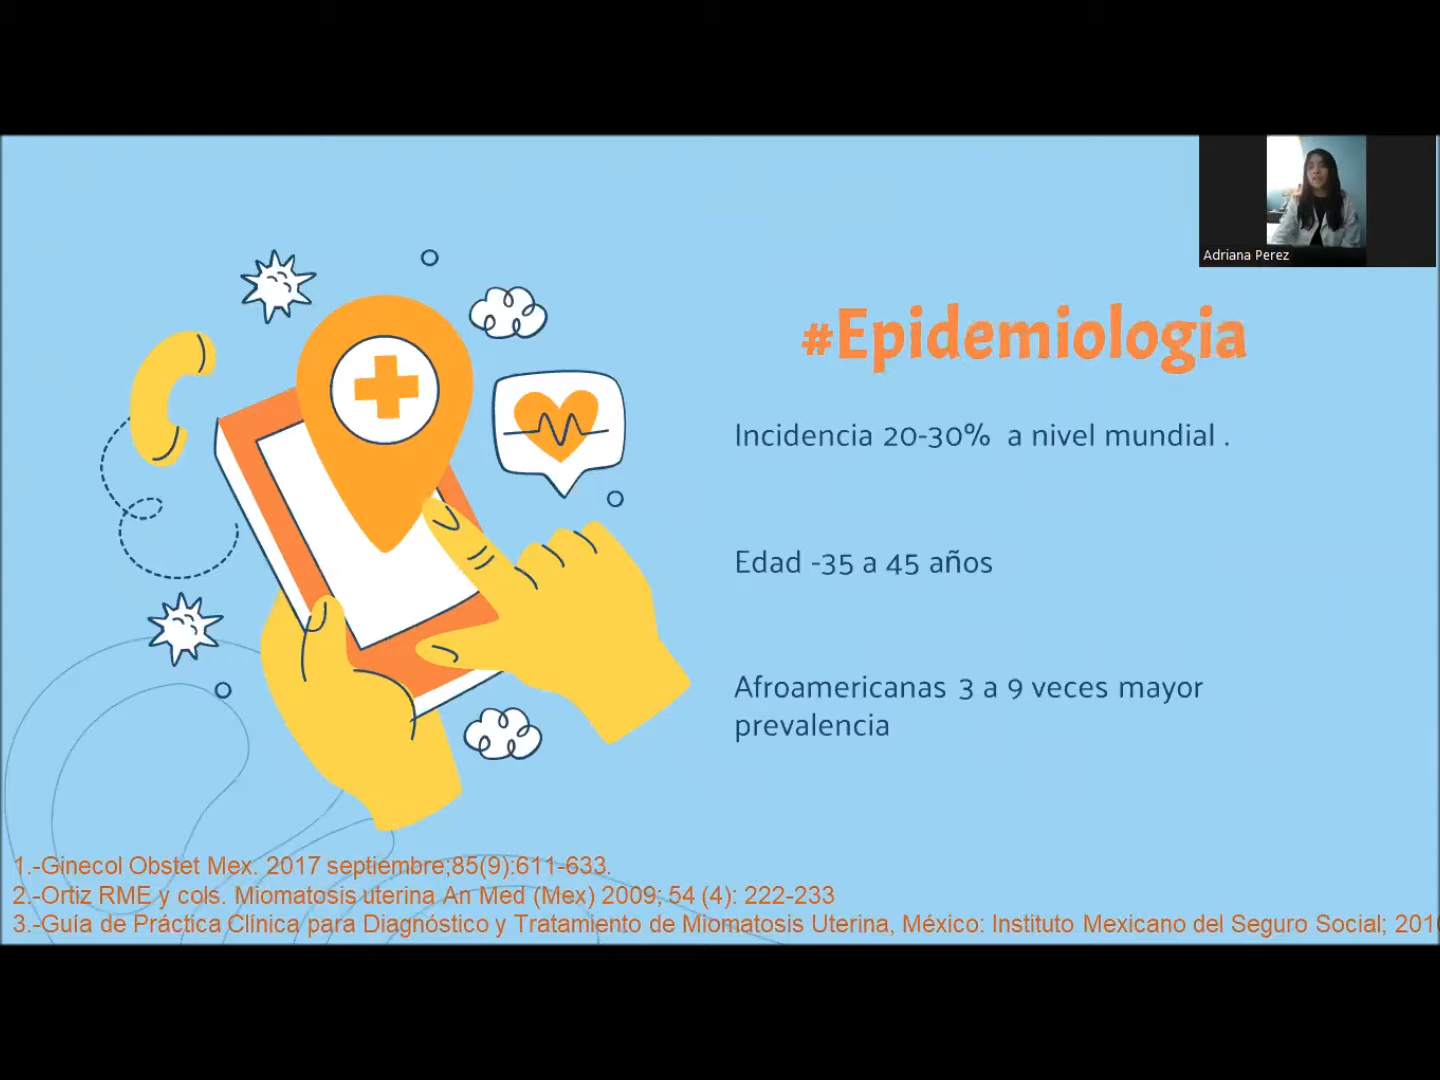 Adriana Perez
#Epidemiologia
Incidencia 20-30% a nivel mundial .
Edad -35 a 45 años
Afroamericanas 3 a 9 veces mayor
prevalencia
1.-Ginecol Obstet Mex. 2017 septiembre;85(9):611-633.
2.-Ortiz RME y cols. Miomatosis uterina An Med (Mex) 2009; 54 (4): 222-233
3.-Guía de Práctica Clínica para Diagnóstico y Tratamiento de Miomatosis Uterina, México: Instituto Mexicano del Seguro Social;